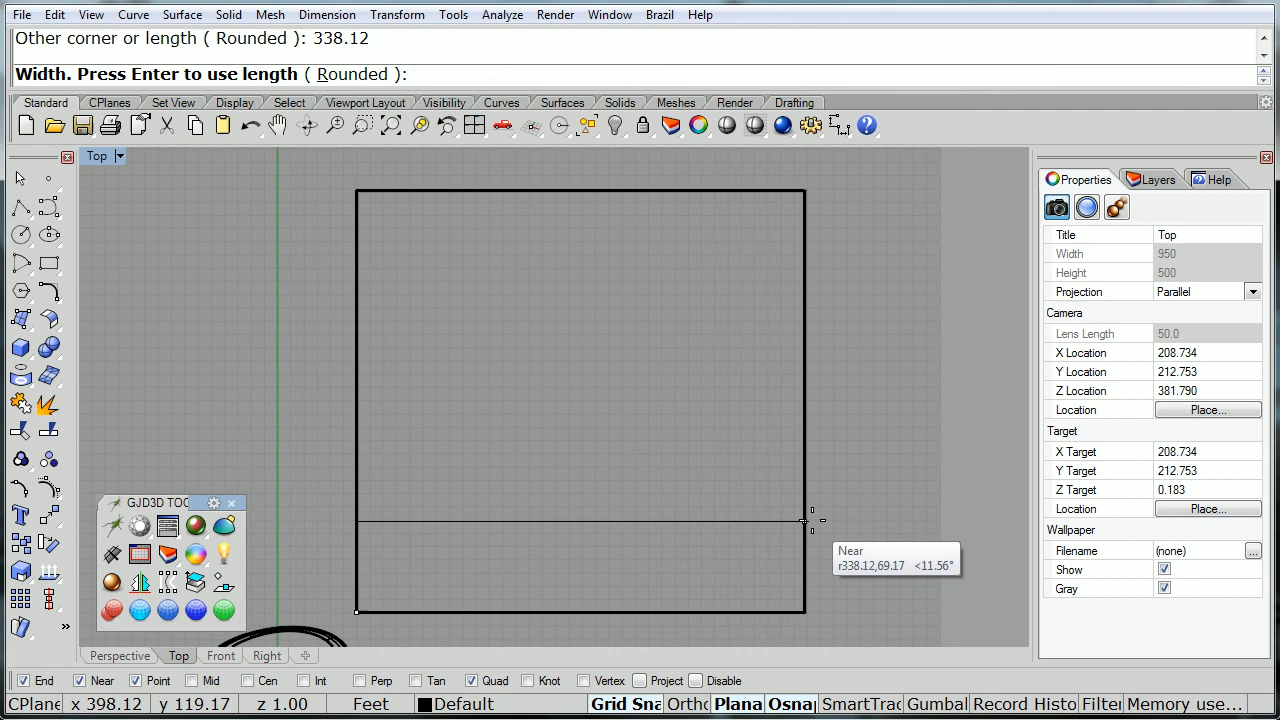 File Edit View Curve Surface Solid Mesh Dimension Transform Tools Analyze Render Window Brazil Help
Other corner or length ( Rounded ): 338.12
Width. Press Enter to use length ( Rounded ):
Standard CPlanes Set View Display Select Viewport Layout Visibility Curves Surfaces Solids Meshes Render Drafting
Top
Properties Layers Help
Title Top
Width 950
Height 500
Projection Parallel
Camera
Lens Length 50.0
X Location 208.734
Y Location 212.753
Z Location 381.790
Location Place...
Target
X Target 208.734
Y Target 212.753
Z Target 0.183
Location Place...
Wallpaper
Filename (none) ...
Show
Gray
GJD3D TOO
Near
r338.12,69.17 <11.56°
Perspective Top Front Right
End Near Point Mid Cen Int Perp Tan Quad Knot Vertex Project Disable
CPlane x 398.12 y 119.17 z 1.00 Feet Default Grid Sna Ortho Plana Osnap SmartTrac Gumbal Record History Filter Memory use...